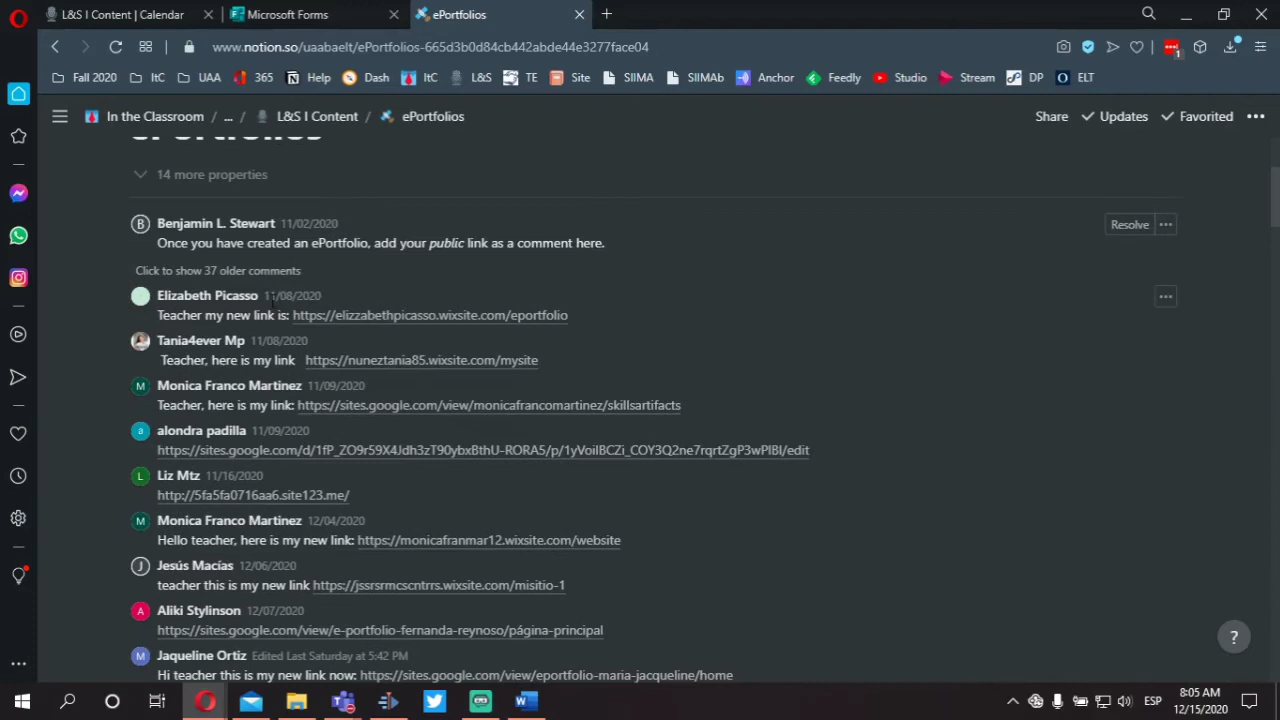 L&S I Content | Calendar
Microsoft Forms
ePortfolios
www.notion.so/uaabaelt/ePortfolios-665d3b0d84cb442abde44e3277face04
1
Fall 2020
ItC
UAA
365
Help
Dash
ItC
L&S
TE
Site
SIIMA
SIIMAb
Anchor
Feedly
Studio
Stream
DP
ELT
In the Classroom / ... / L&S I Content / ePortfolios
Share
Updates
Favorited
ePortfolios
14 more properties
B
Benjamin L. Stewart 11/02/2020
Resolve
Once you have created an ePortfolio, add your public link as a comment here.
Click to show 37 older comments
Elizabeth Picasso 11/08/2020
Teacher my new link is: https://elizzabethpicasso.wixsite.com/eportfolio
Tania4ever Mp 11/08/2020
Teacher, here is my link https://nuneztania85.wixsite.com/mysite
M
Monica Franco Martinez 11/09/2020
Teacher, here is my link: https://sites.google.com/view/monicafrancomartinez/skillsartifacts
a
alondra padilla 11/09/2020
https://sites.google.com/d/1fP_ZO9r59X4Jdh3zT90ybxBthU-RORA5/p/1yVoilBCZi_COY3Q2ne7rqrtZgP3wPlBl/edit
L
Liz Mtz 11/16/2020
http://5fa5fa0716aa6.site123.me/
M
Monica Franco Martinez 12/04/2020
Hello teacher, here is my new link: https://monicafranmar12.wixsite.com/website
J
Jesús Macías 12/06/2020
teacher this is my new link https://jssrsrmcscntrrs.wixsite.com/misitio-1
A
Aliki Stylinson 12/07/2020
https://sites.google.com/view/e-portfolio-fernanda-reynoso/página-principal
?
J
Jaqueline Ortiz Edited Last Saturday at 5:42 PM
Hi teacher this is my new link now: https://sites.google.com/view/eportfolio-maria-jacqueline/home
ESP
8:05 AM
12/15/2020